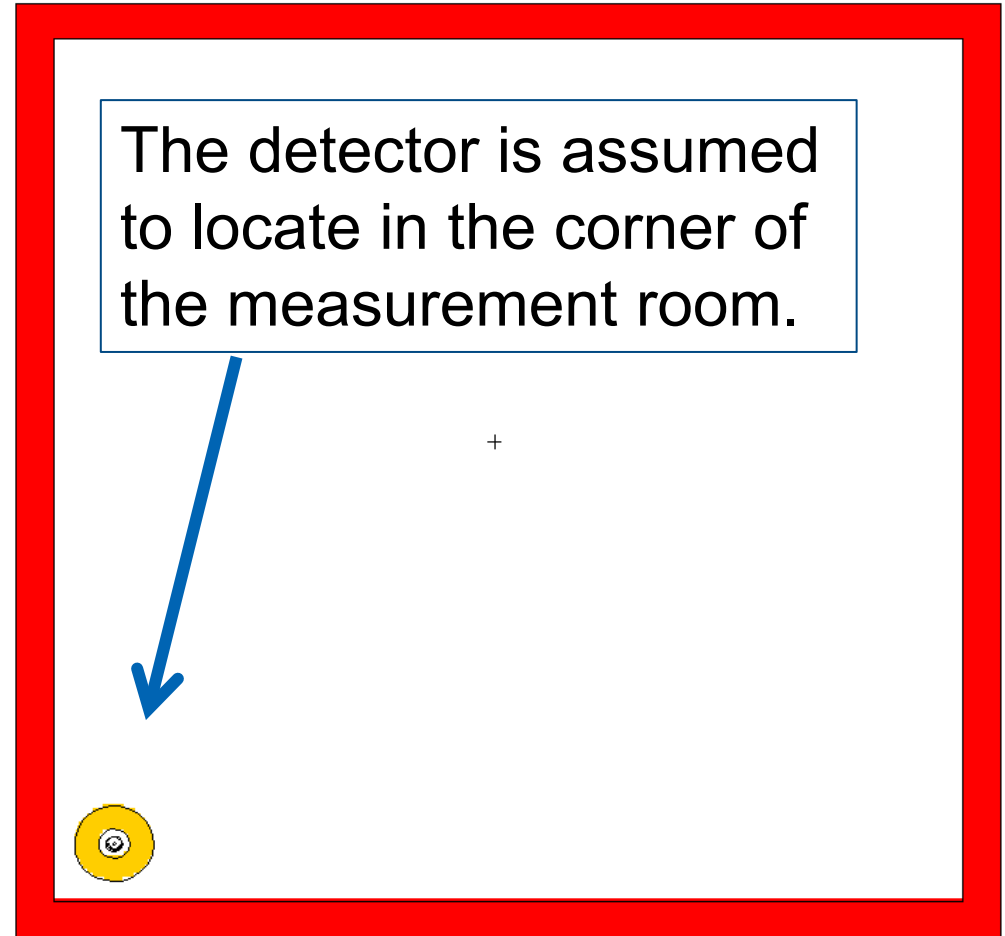 The detector is assumed
to locate in the corner of
the measurement room.